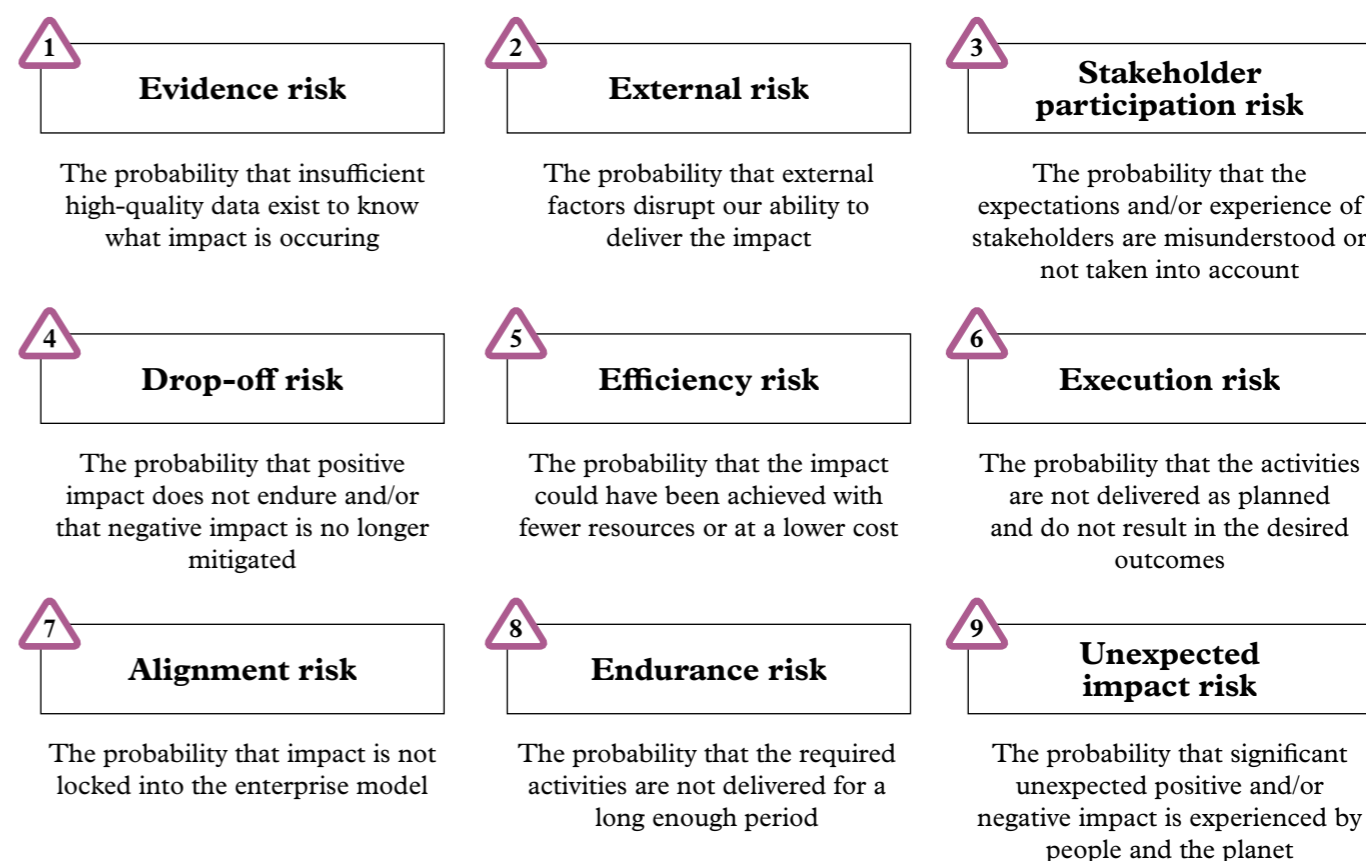 1
Evidence risk
The probability that insufficient
high-quality data exist to know
what impact is occuring
2
External risk
The probability that external
factors disrupt our ability to
deliver the impact
3
Stakeholder
participation risk
The probability that the
expectations and/or experience of
stakeholders are misunderstood or
not taken into account
4
Drop-off risk
The probability that positive
impact does not endure and/or
that negative impact is no longer
mitigated
5
Efficiency risk
The probability that the impact
could have been achieved with
fewer resources or at a lower cost
6
Execution risk
The probability that the activities
are not delivered as planned
and do not result in the desired
outcomes
7
Alignment risk
The probability that impact is not
locked into the enterprise model
8
Endurance risk
The probability that the required
activities are not delivered for a
long enough period
9
Unexpected
impact risk
The probability that significant
unexpected positive and/or
negative impact is experienced by
people and the planet